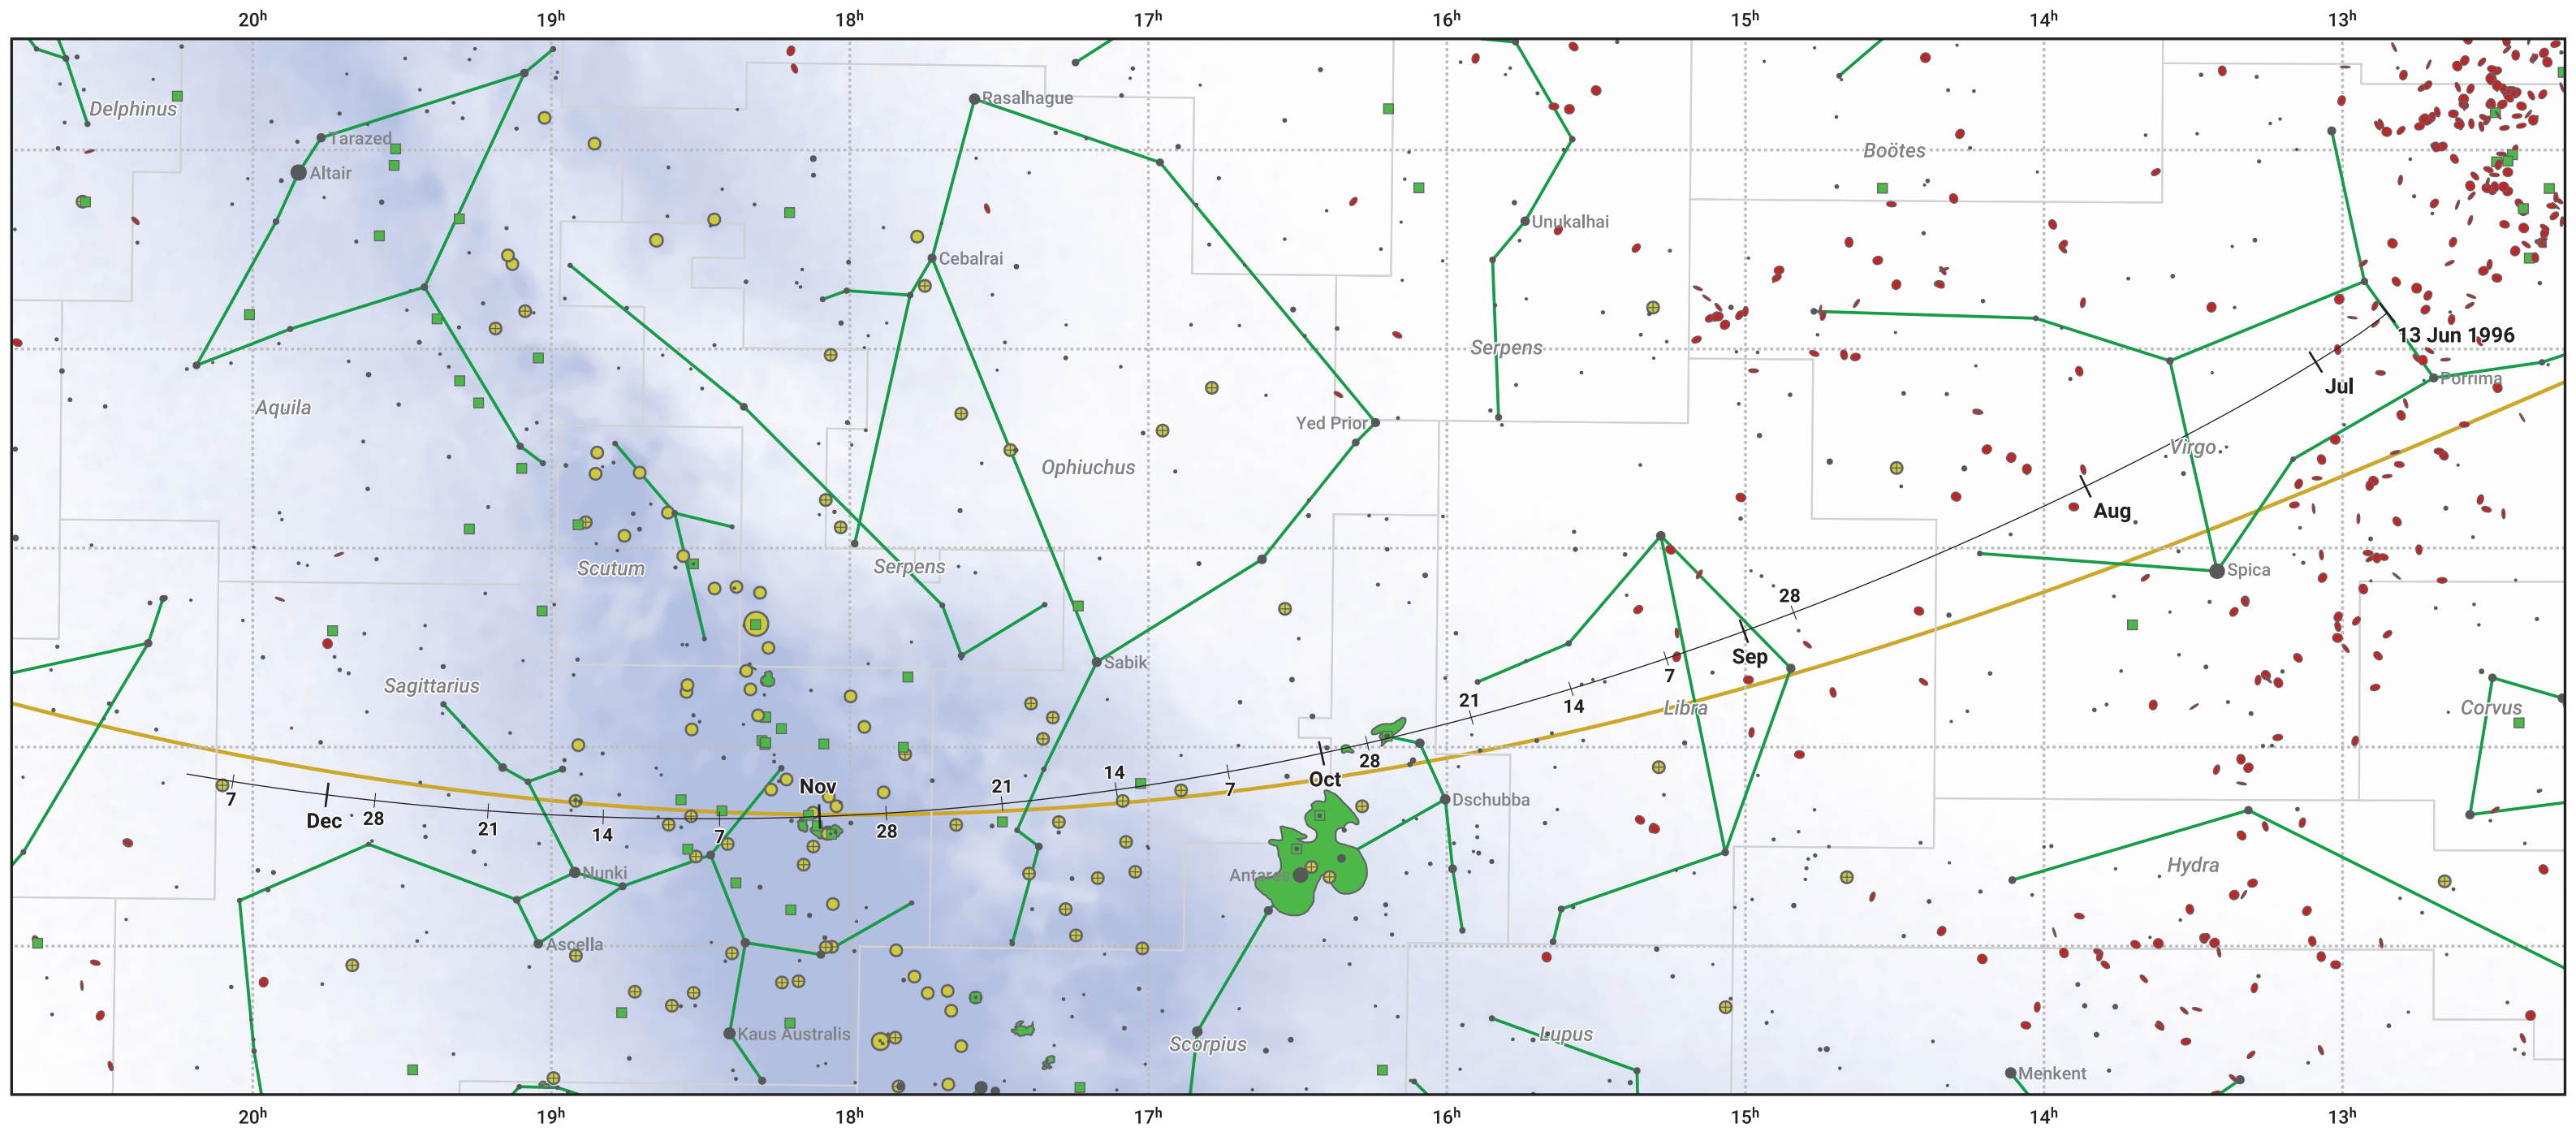 20h 19h 18h 17h 16h 15h 14h 13h
Delphinus
Tarazed
Altair
Rasalhague
Boötes
Unukalhai
Cebalrai
Serpens
13 Jun 1996
Porrima
Jul
Aquila
Yed Prior
Ophiuchus
Virgo
Aug
Scutum
Serpens
Spica
28
Sep
Sabik
7
Sagittarius
21
14
Libra
Corvus
28
Oct
14
21
7
Nov
Dschubba
7
Dec
28
21
14
7
28
Nunki
Antares
Hydra
Ascella
Kaus Australis
Scorpius
Lupus
Menkent
20h 19h 18h 17h 16h 15h 14h 13h